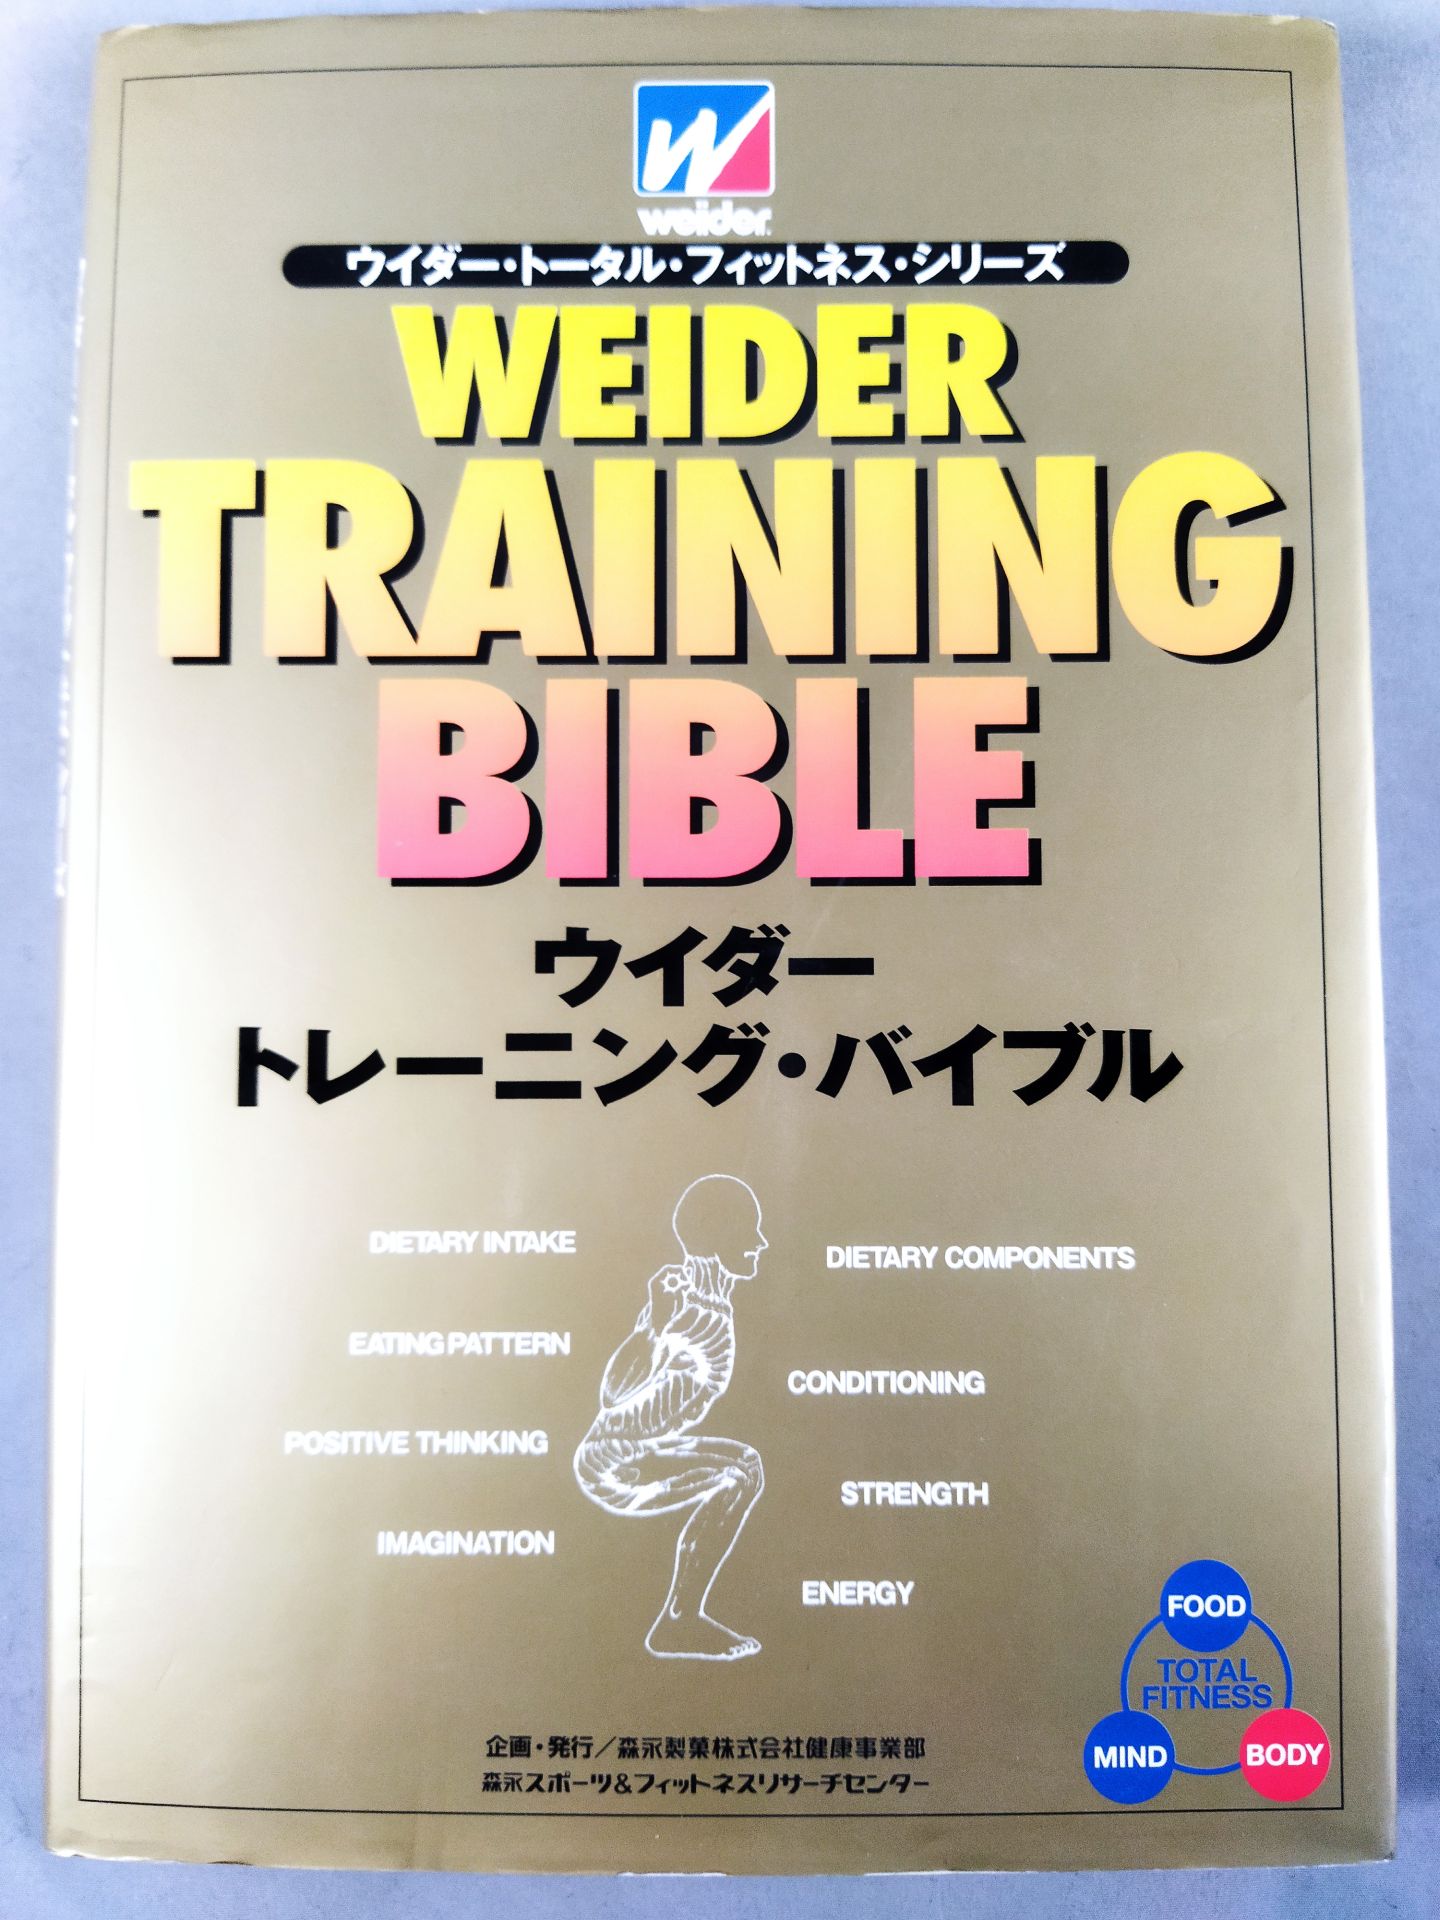 weider
ウイダー・トータル・フィットネス・シリーズ
WEIDER
TRAINING
BIBLE
ウイダー
トレーニング・バイブル
DIETARY INTAKE
DIETARY COMPONENTS
EATING PATTERN
CONDITIONING
POSITIVE THINKING
STRENGTH
IMAGINATION
ENERGY
FOOD
TOTAL
FITNESS
MIND
BODY
企画・発行／森永製菓株式会社健康事業部
森永スポーツ&フィットネスリサーチセンター